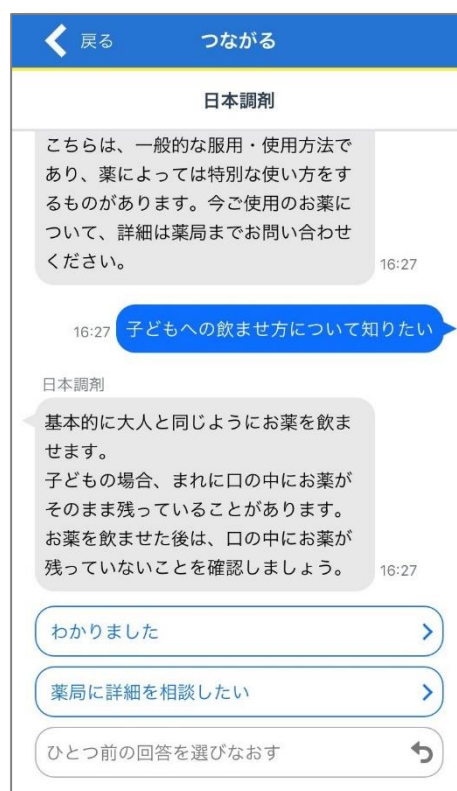 戻る つながる
日本調剤
こちらは、一般的な服用・使用方法で
あり、薬によっては特別な使い方をす
るものがあります。今ご使用のお薬に
ついて、詳細は薬局までお問い合わせ
ください。
16:27
16:27 子どもへの飲ませ方について知りたい
日本調剤
基本的に大人と同じようにお薬を飲ま
せます。
子どもの場合、まれに口の中にお薬が
そのまま残っていることがあります。
お薬を飲ませた後は、口の中にお薬が
残っていないことを確認しましょう。
16:27
わかりました
薬局に詳細を相談したい
ひとつ前の回答を選びなおす